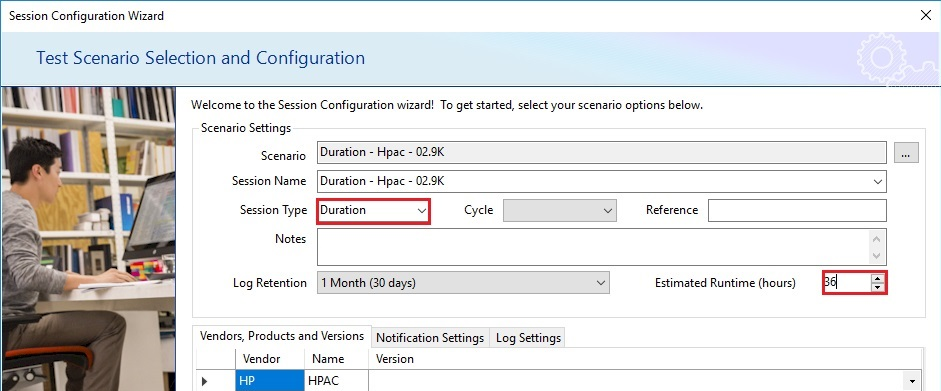 Session Configuration Wizard
Test Scenario Selection and Configuration
Welcome to the Session Configuration wizard! To get started, select your scenario options below.
Scenario Settings
Scenario Duration - Hpac - 02.9K ...
Session Name Duration - Hpac - 02.9K
Session Type Duration Cycle Reference
Notes
Log Retention 1 Month (30 days) Estimated Runtime (hours) 36
Vendors, Products and Versions Notification Settings Log Settings
Vendor Name Version
HP HPAC